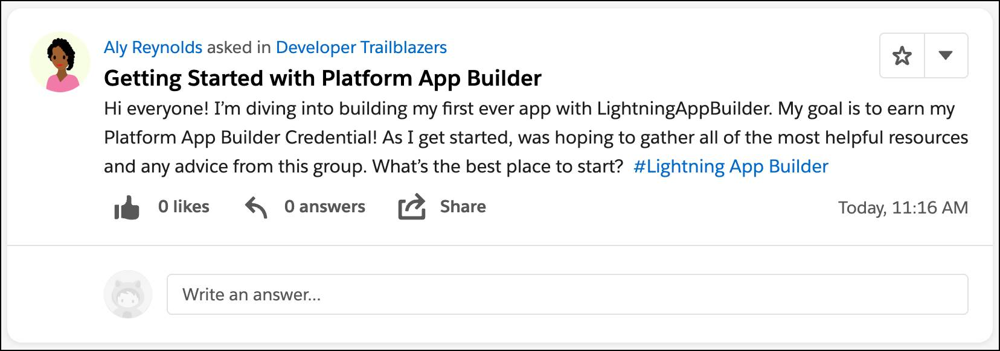 Aly Reynolds asked in Developer Trailblazers
Getting Started with Platform App Builder
Hi everyone! I’m diving into building my first ever app with LightningAppBuilder. My goal is to earn my
Platform App Builder Credential! As I get started, was hoping to gather all of the most helpful resources
and any advice from this group. What’s the best place to start?  #Lightning App Builder
0 likes 0 answers Share Today, 11:16 AM
Write an answer...